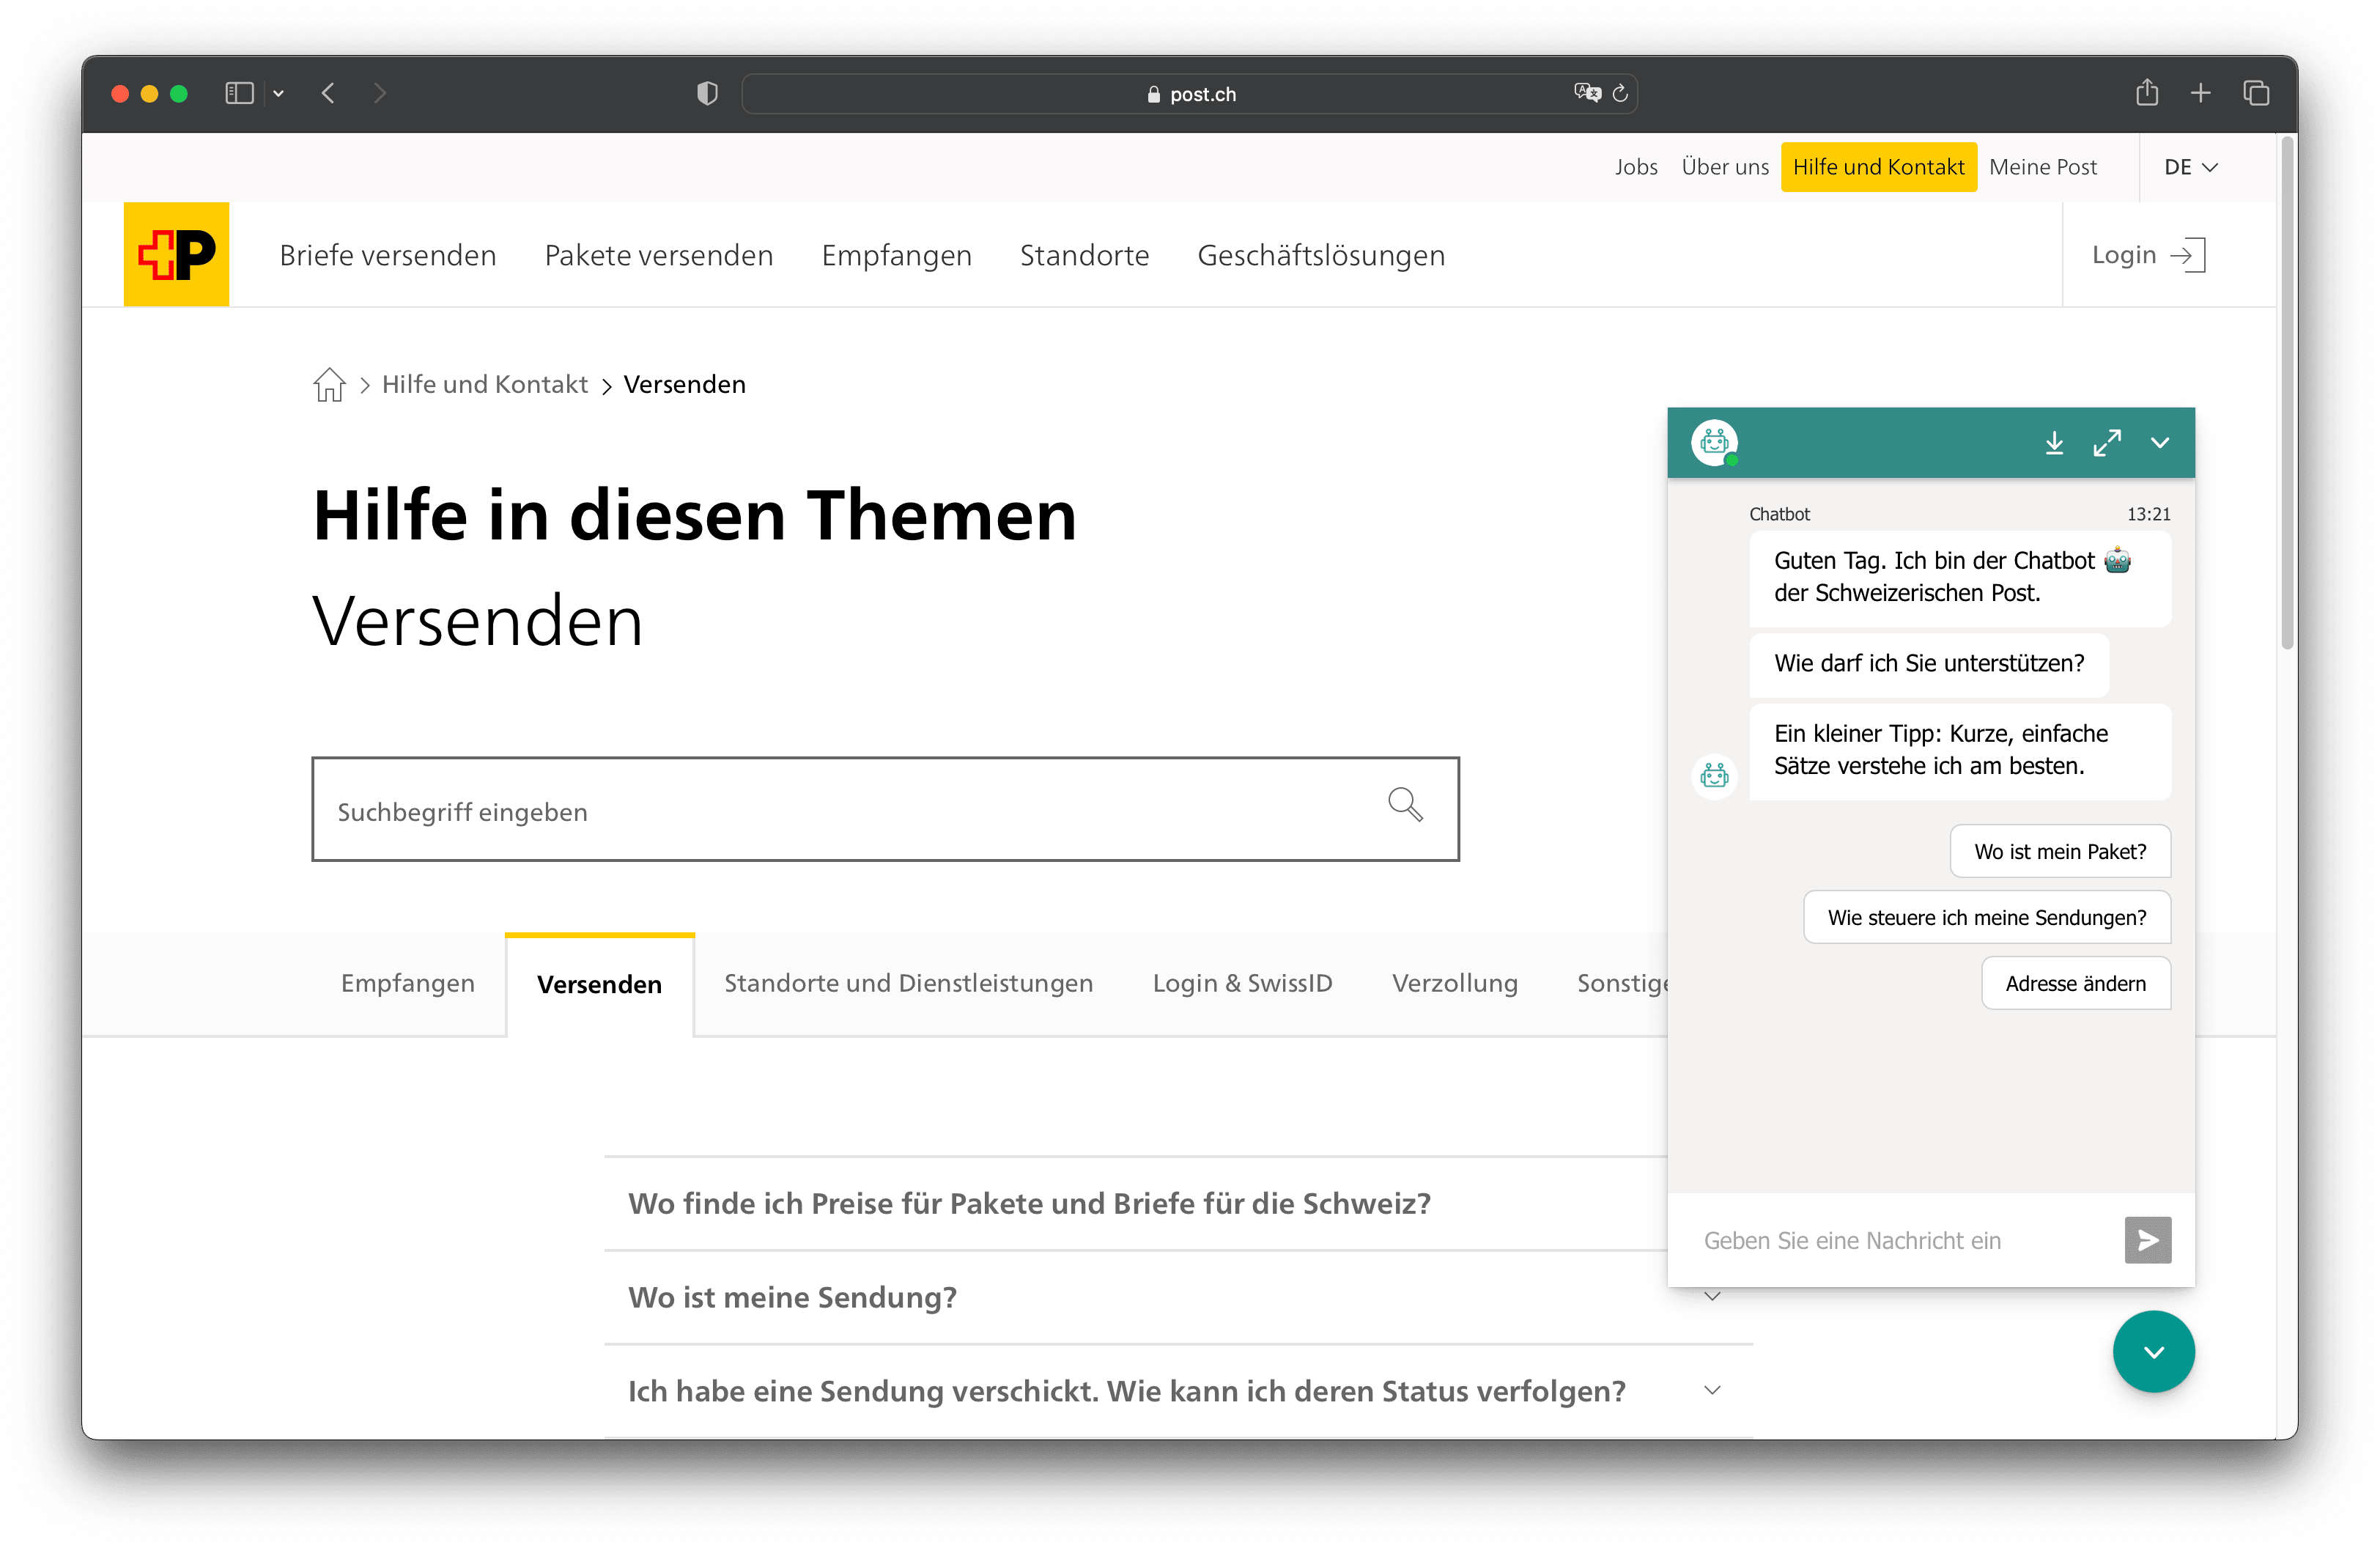 post.ch
Jobs Über uns Hilfe und Kontakt Meine Post DE
P
Briefe versenden Pakete versenden Empfangen Standorte Geschäftslösungen Login
Hilfe und Kontakt > Versenden
Hilfe in diesen Themen
Versenden
Suchbegriff eingeben
Empfangen Versenden Standorte und Dienstleistungen Login & SwissID Verzollung Sonstige
Wo finde ich Preise für Pakete und Briefe für die Schweiz?
Wo ist meine Sendung?
Ich habe eine Sendung verschickt. Wie kann ich deren Status verfolgen?
Chatbot 13:21
Guten Tag. Ich bin der Chatbot 🤖
der Schweizerischen Post.
Wie darf ich Sie unterstützen?
Ein kleiner Tipp: Kurze, einfache
Sätze verstehe ich am besten.
Wo ist mein Paket?
Wie steuere ich meine Sendungen?
Adresse ändern
Geben Sie eine Nachricht ein